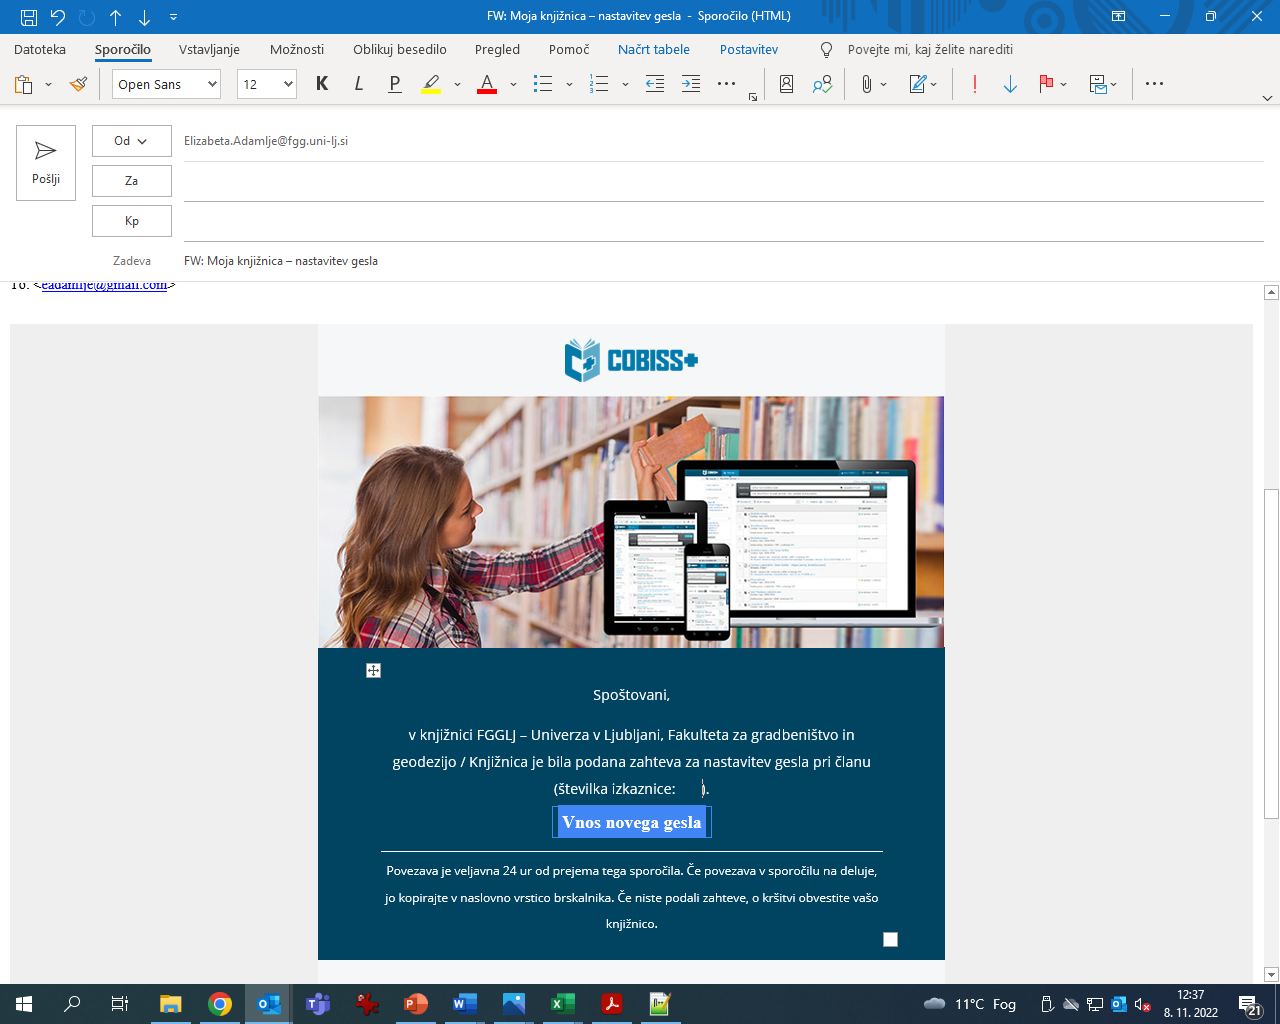 FW: Moja knjižnica – nastavitev gesla - Sporočilo (HTML)
Datoteka Sporočilo Vstavljanje Možnosti Oblikuj besedilo Pregled Pomoč Načrt tabele Postavitev Povejte mi, kaj želite narediti
Open Sans 12 K L P A
Pošlji
Od Elizabeta.Adamlje@fgg.uni-lj.si
Za
Kp
Zadeva FW: Moja knjižnica – nastavitev gesla
To: <eadamlje@gmail.com>
COBISS+
Spoštovani,
v knjižnici FGGLJ – Univerza v Ljubljani, Fakulteta za gradbeništvo in
geodezijo / Knjižnica je bila podana zahteva za nastavitev gesla pri članu
(številka izkaznice: ).
Vnos novega gesla
Povezava je veljavna 24 ur od prejema tega sporočila. Če povezava v sporočilu na deluje,
jo kopirajte v naslovno vrstico brskalnika. Če niste podali zahteve, o kršitvi obvestite vašo
knjižnico.
11°C Fog
12:37
8. 11. 2022
21